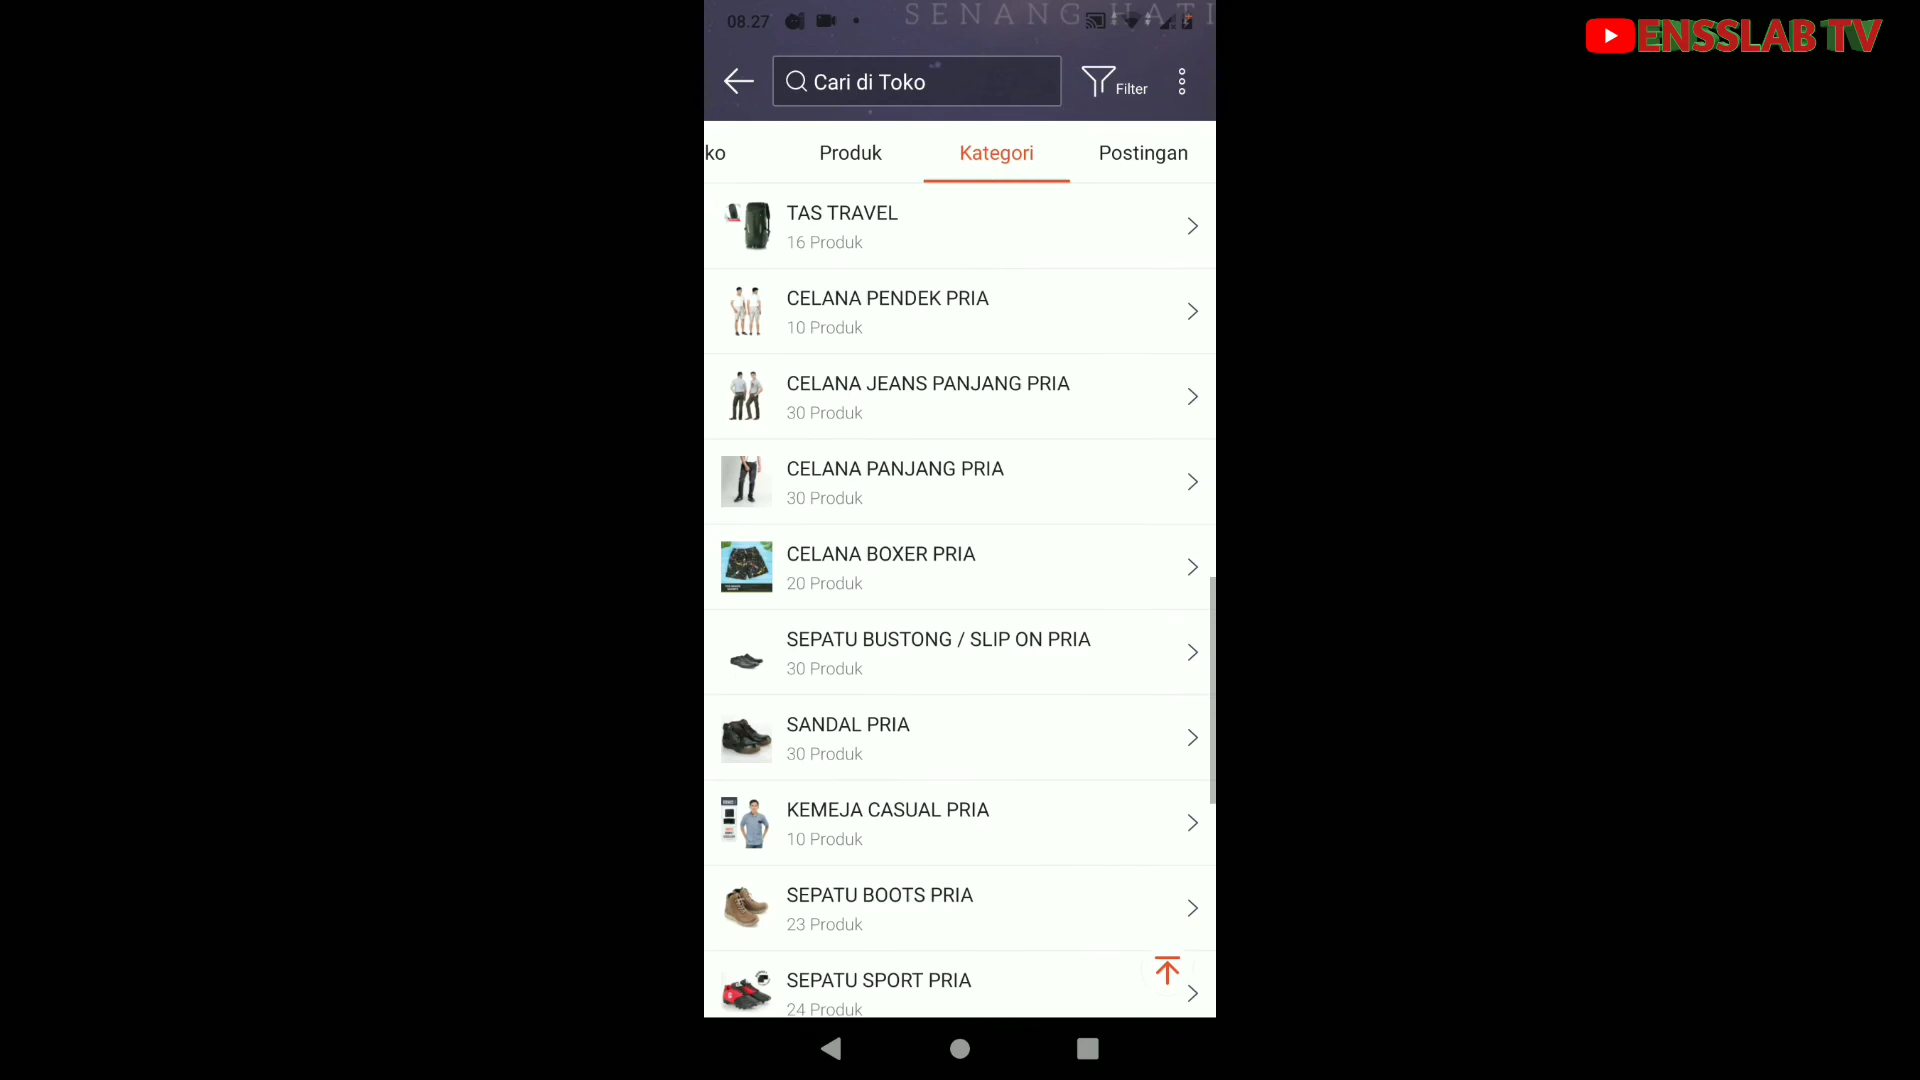 SENANG HATI
08.27
ENSSLAB TV
Cari di Toko
Filter
ko
Produk
Kategori
Postingan
TAS TRAVEL
16 Produk
CELANA PENDEK PRIA
10 Produk
CELANA JEANS PANJANG PRIA
30 Produk
CELANA PANJANG PRIA
30 Produk
CELANA BOXER PRIA
20 Produk
SEPATU BUSTONG / SLIP ON PRIA
30 Produk
SANDAL PRIA
30 Produk
KEMEJA CASUAL PRIA
10 Produk
SEPATU BOOTS PRIA
23 Produk
SEPATU SPORT PRIA
24 Produk